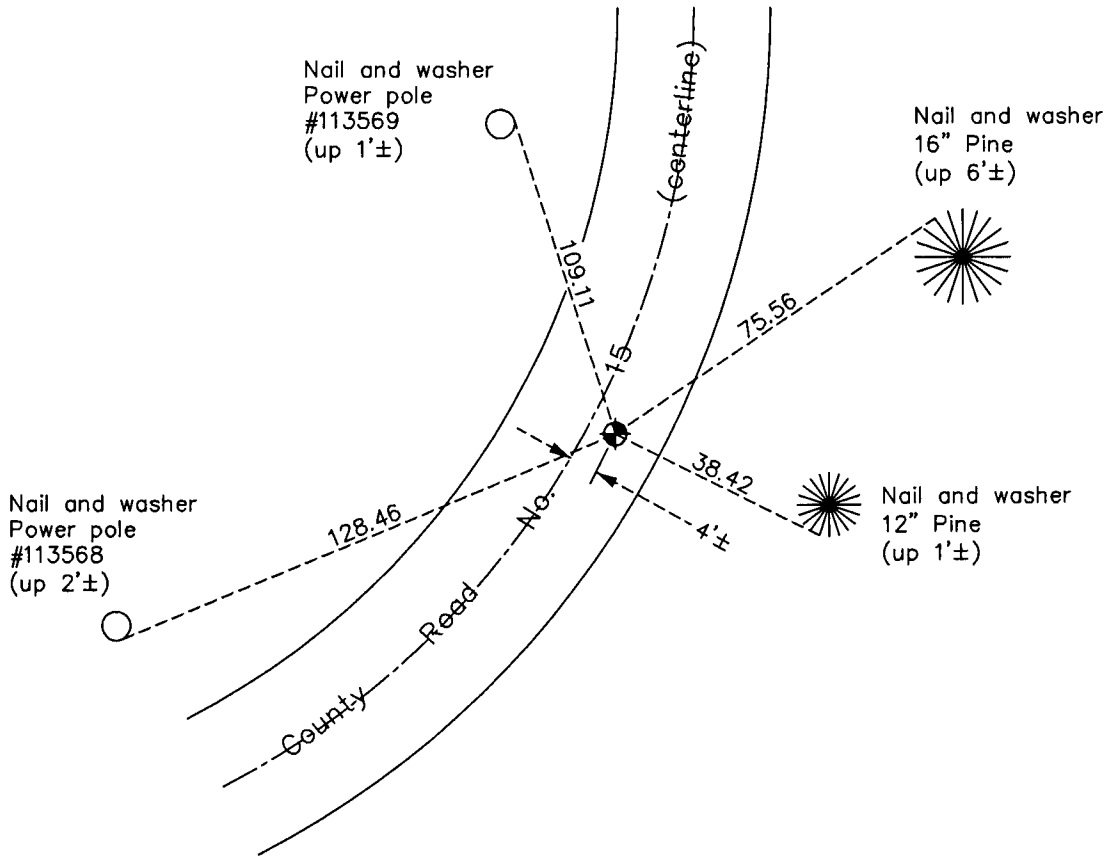 Nail and washer
Power pole
#113569
(up 1'±)
(centerline)
Nail and washer
16" Pine
(up 6'±)
109.11
75.56
15
38.42
Nail and washer
12" Pine
(up 1'±)
Nail and washer
Power pole
#113568
(up 2'±)
128.46
No.
4'±
Road
County